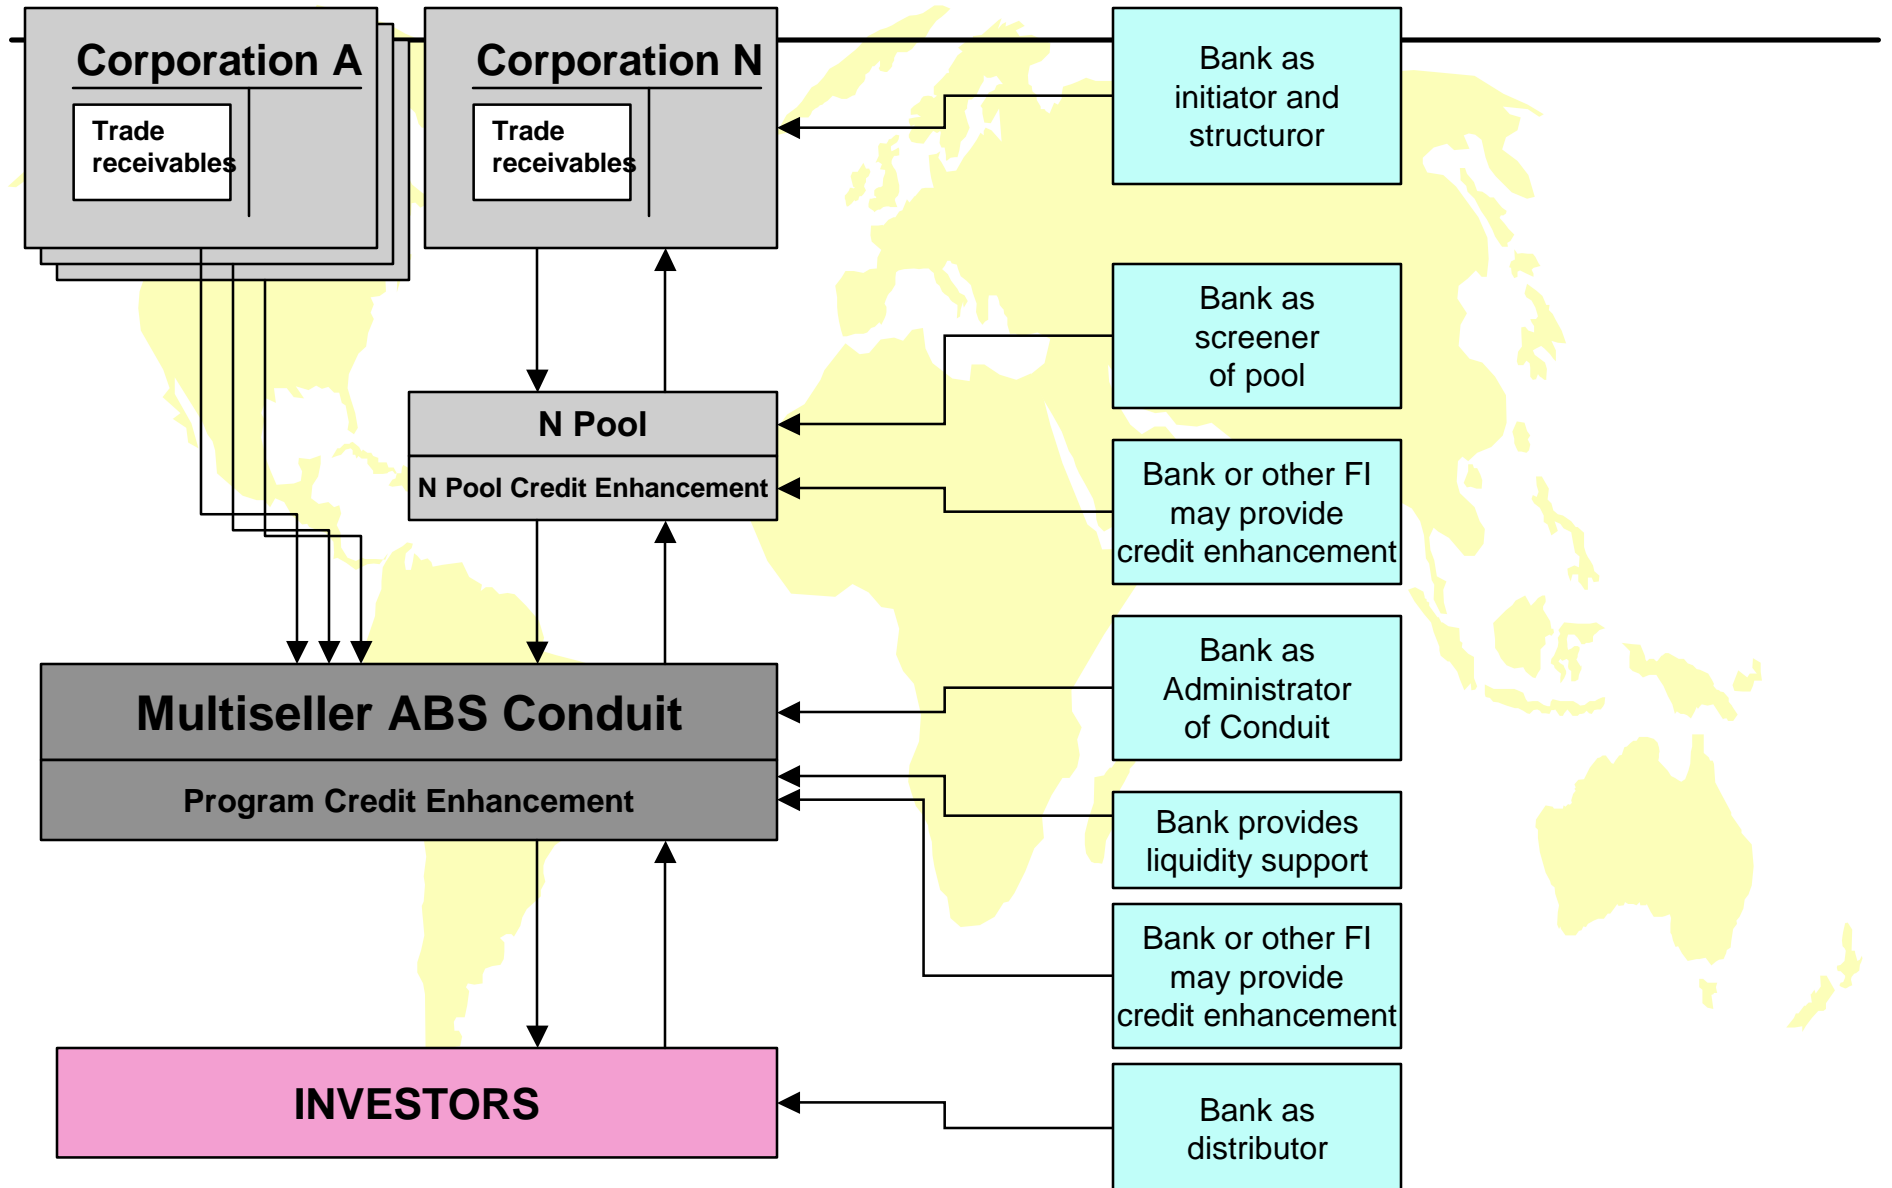 Corporation A
Trade
receivables
Corporation N
Trade
receivables
Bank as
initiator and
structuror
Bank as
screener
of pool
N Pool
N Pool Credit Enhancement
Bank or other FI
may provide
credit enhancement
Multiseller ABS Conduit
Program Credit Enhancement
Bank as
Administrator
of Conduit
Bank provides
liquidity support
Bank or other FI
may provide
credit enhancement
INVESTORS
Bank as
distributor